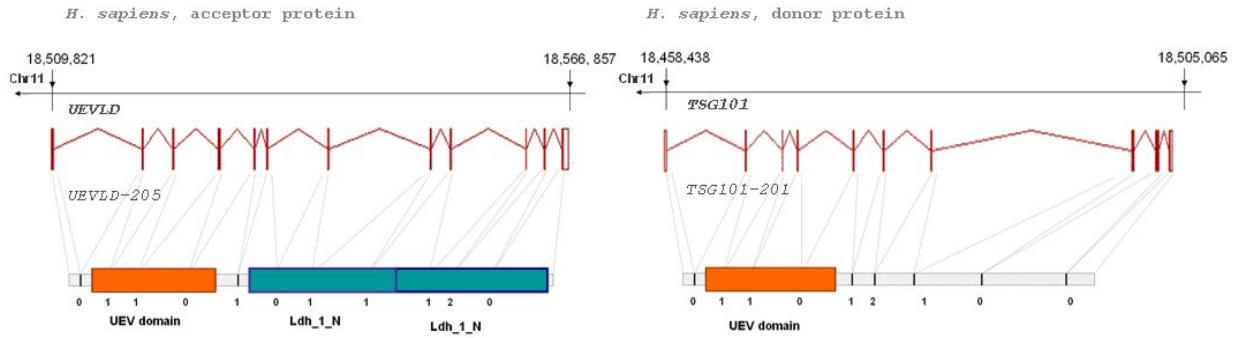 H. sapiens, acceptor protein
H. sapiens, donor protein
18,509,821
18,566, 857
18,458,438
18,505,065
Chr11
Chr11
UEVLD
TSG101
UEVLD-205
TSG101-201
0 1 1 0 1 0 1 1 1 2 0
0 1 1 0 1 2 1 0 0
UEV domain
Ldh_1_N
Ldh_1_N
UEV domain